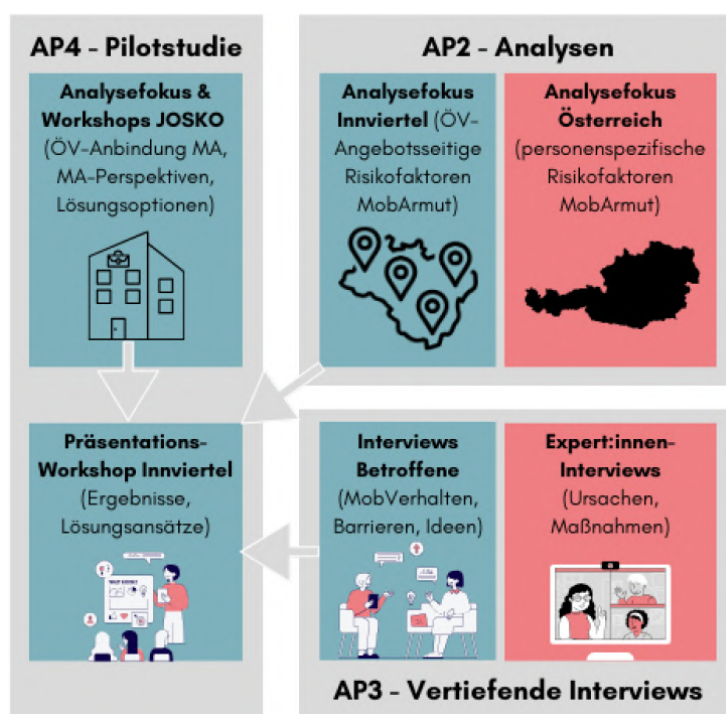 AP4 - Pilotstudie
Analysefokus &
Workshops JOSKO
(ÖV-Anbindung MA,
MA-Perspektiven,
Lösungsoptionen)
Präsentations-
Workshop Innviertel
(Ergebnisse,
Lösungsansätze)
AP2 - Analysen
Analysefokus
Innviertel (ÖV-
Angebotsseitige
Risikofaktoren
MobArmut)
Analysefokus
Österreich
(personenspezifische
Risikofaktoren
MobArmut)
Interviews
Betroffene
(MobVerhalten,
Barrieren, Ideen)
Expert:innen-
Interviews
(Ursachen,
Maßnahmen)
AP3 - Vertiefende Interviews